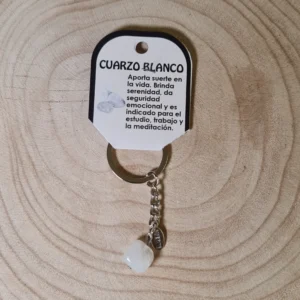 CUARZO BLANCO
Aporta suerte en
la vida. Brinda
serenidad, da
seguridad
emocional y es
indicado para el
estudio, trabajo y
la meditación.